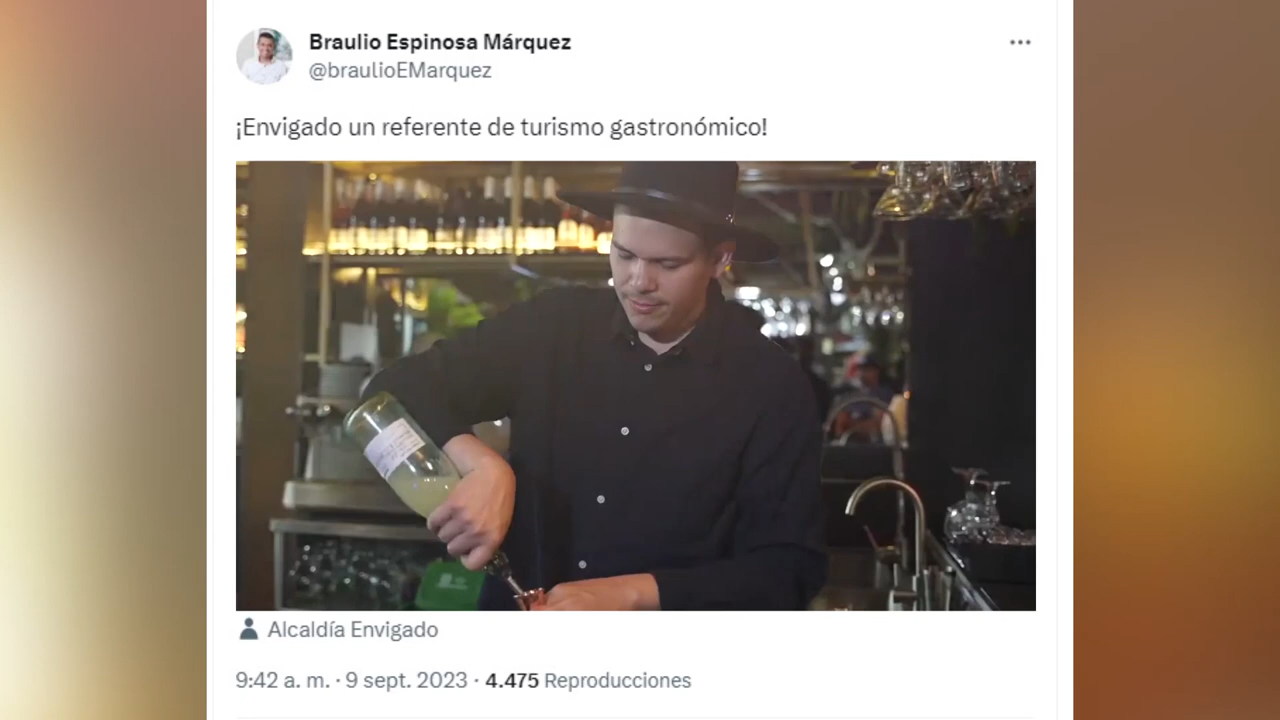 Braulio Espinosa Márquez
@braulioEMarquez
¡Envigado un referente de turismo gastronómico!
Alcaldía Envigado
9:42 a. m. · 9 sept. 2023 · 4.475 Reproducciones